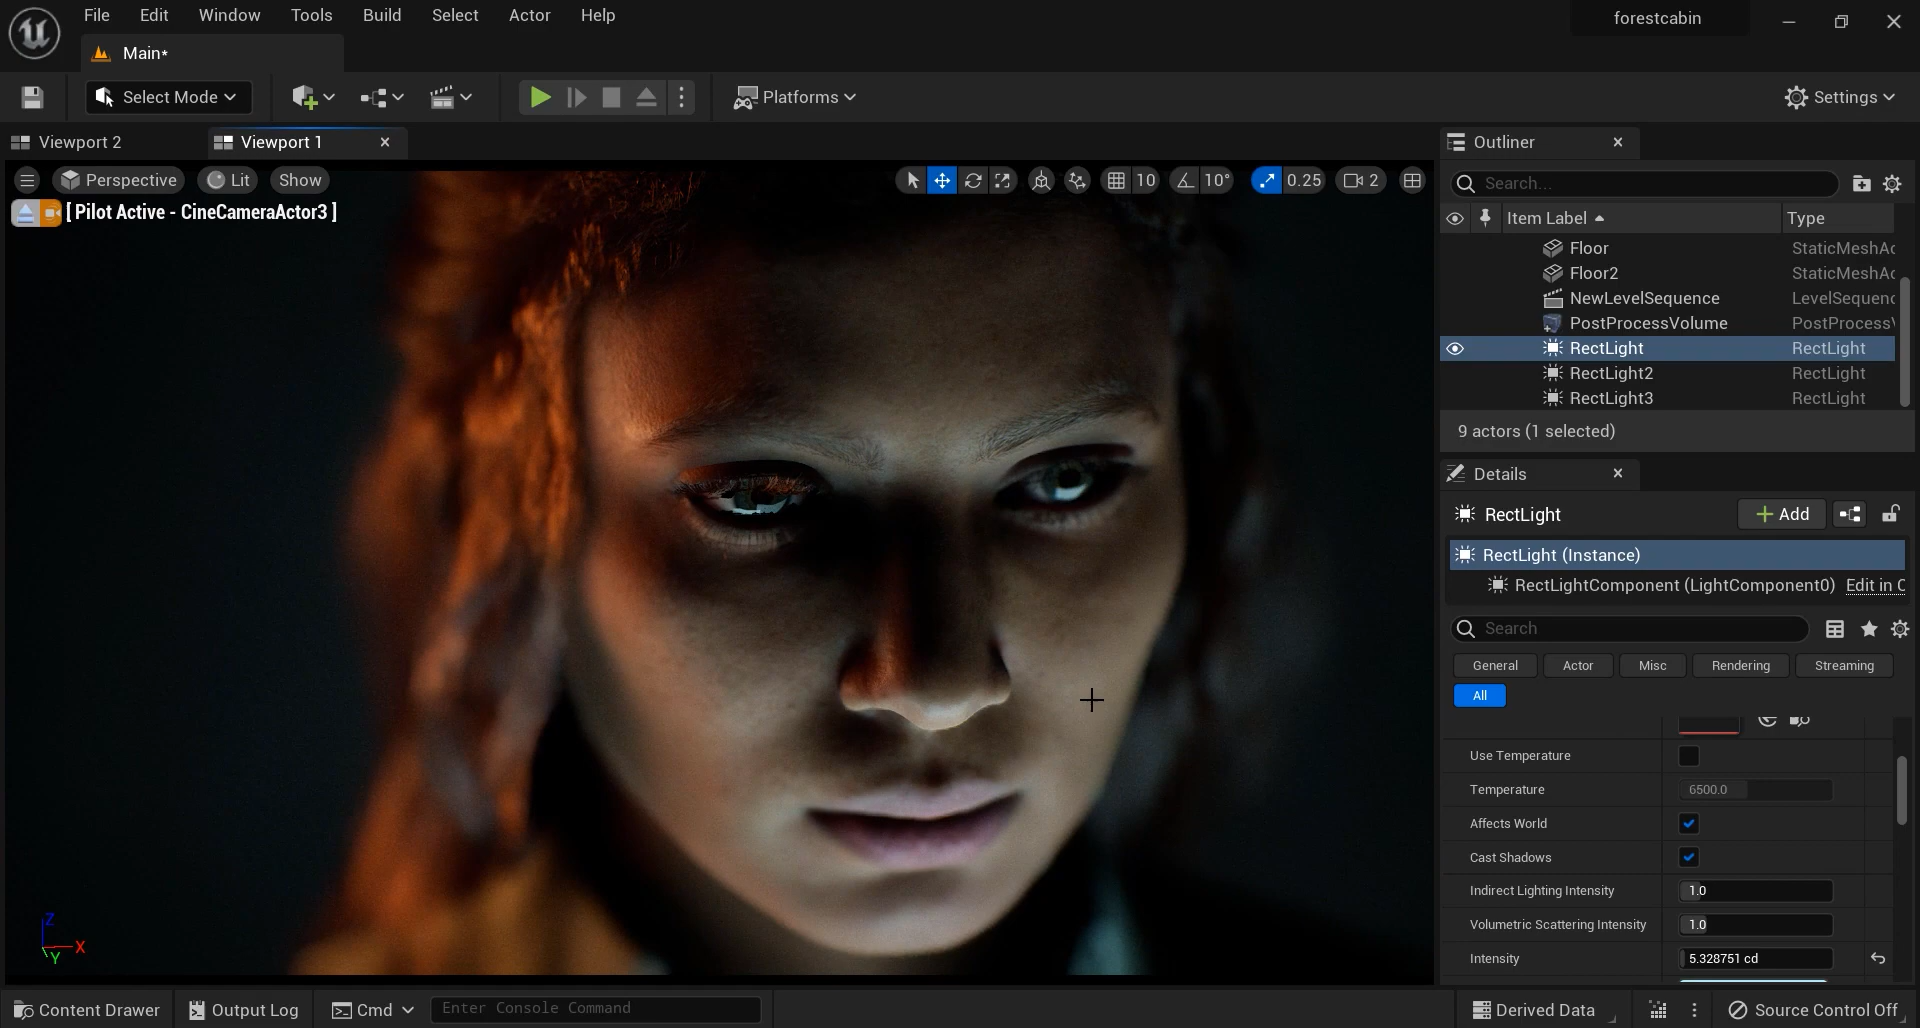 File Edit Window Tools Build Select Actor Help
forestcabin
Main*
Select Mode
Platforms
Settings
Viewport 2
Viewport 1
Outliner
Perspective
Lit
Show
10
10°
0.25
2
Search...
[ Pilot Active - CineCameraActor3 ]
Item Label
Type
Floor StaticMeshAc
Floor2 StaticMeshAc
NewLevelSequence LevelSequenc
PostProcessVolume PostProcessV
RectLight RectLight
RectLight2 RectLight
RectLight3 RectLight
9 actors (1 selected)
Details
RectLight
Add
RectLight (Instance)
RectLightComponent (LightComponent0) Edit in C
Search
General Actor Misc Rendering Streaming
All
Use Temperature
Temperature 6500.0
Affects World
Cast Shadows
Indirect Lighting Intensity 1.0
Volumetric Scattering Intensity 1.0
Intensity 5.328751 cd
Z
X
Y
Content Drawer
Output Log
Cmd
Enter Console Command
Derived Data
Source Control Off